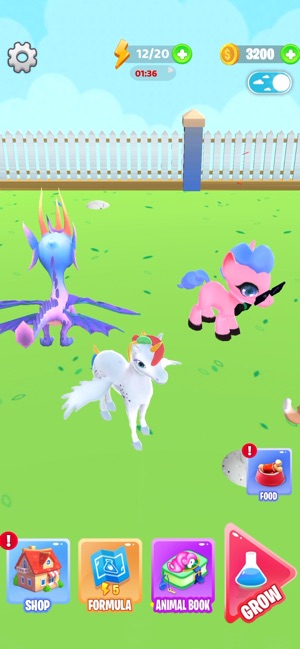 12/20
3200
01:36
!
FOOD
!
SHOP
5
FORMULA
ANIMAL BOOK
GROW